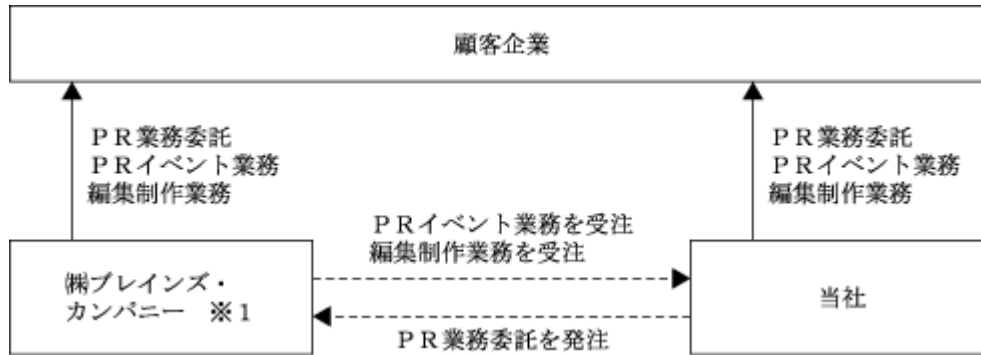 顧客企業
PR業務委託
PRイベント業務
編集制作業務
PR業務委託
PRイベント業務
編集制作業務
PRイベント業務を受注
編集制作業務を受注
㈱ブレインズ・
カンパニー ※1
当社
PR業務委託を発注